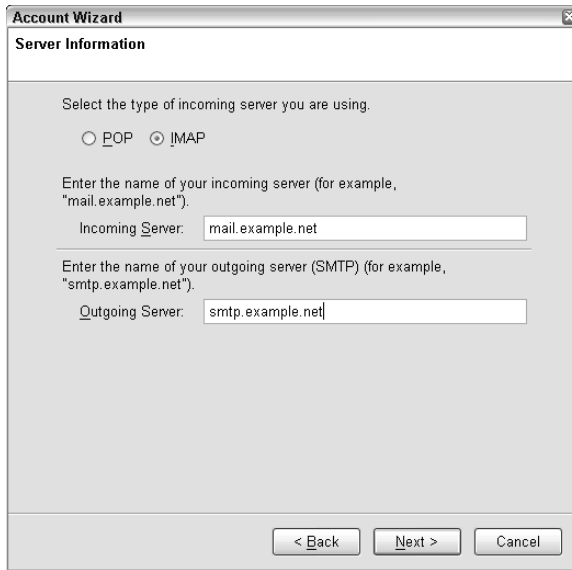 Account Wizard
Server Information
Select the type of incoming server you are using.
POP IMAP
Enter the name of your incoming server (for example,
"mail.example.net").
Incoming Server: mail.example.net
Enter the name of your outgoing server (SMTP) (for example,
"smtp.example.net").
Outgoing Server: smtp.example.net
< Back Next > Cancel